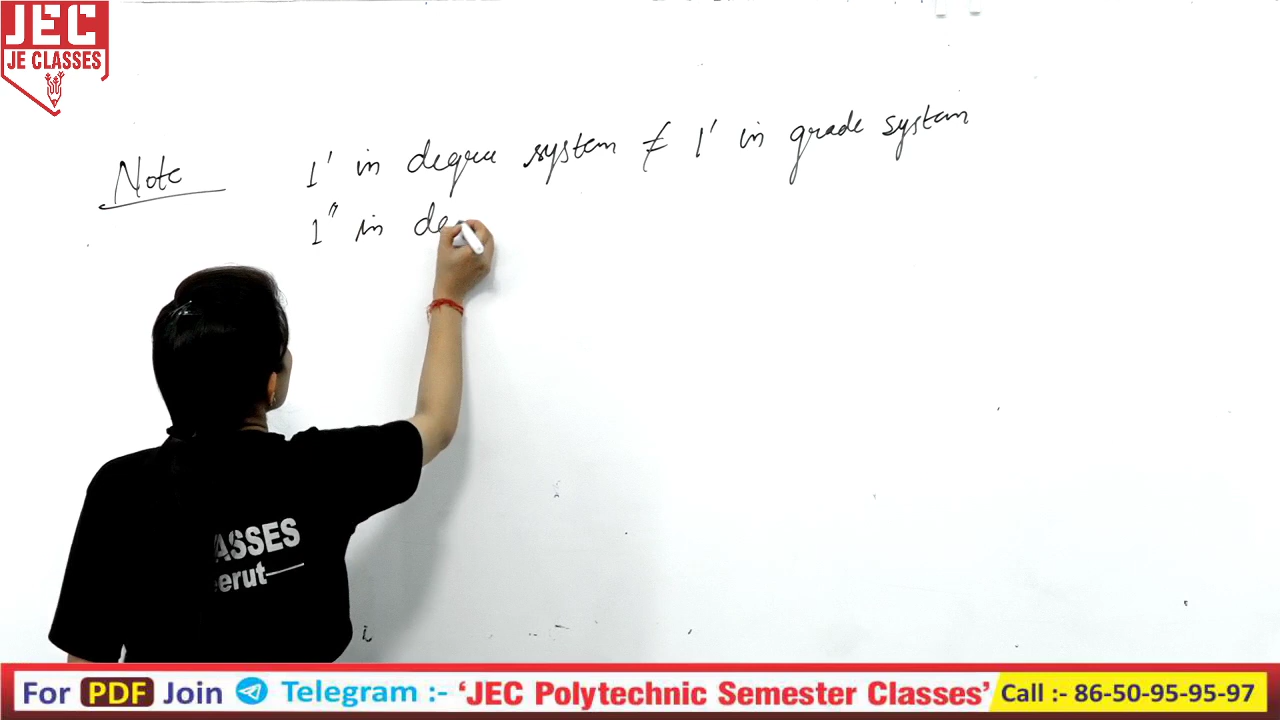 JEC
JE CLASSES
Note
1' in degree system ≠ 1' in grade system
1" in de
ASSES
eerut
For PDF Join Telegram :- 'JEC Polytechnic Semester Classes'
Call :- 86-50-95-95-97